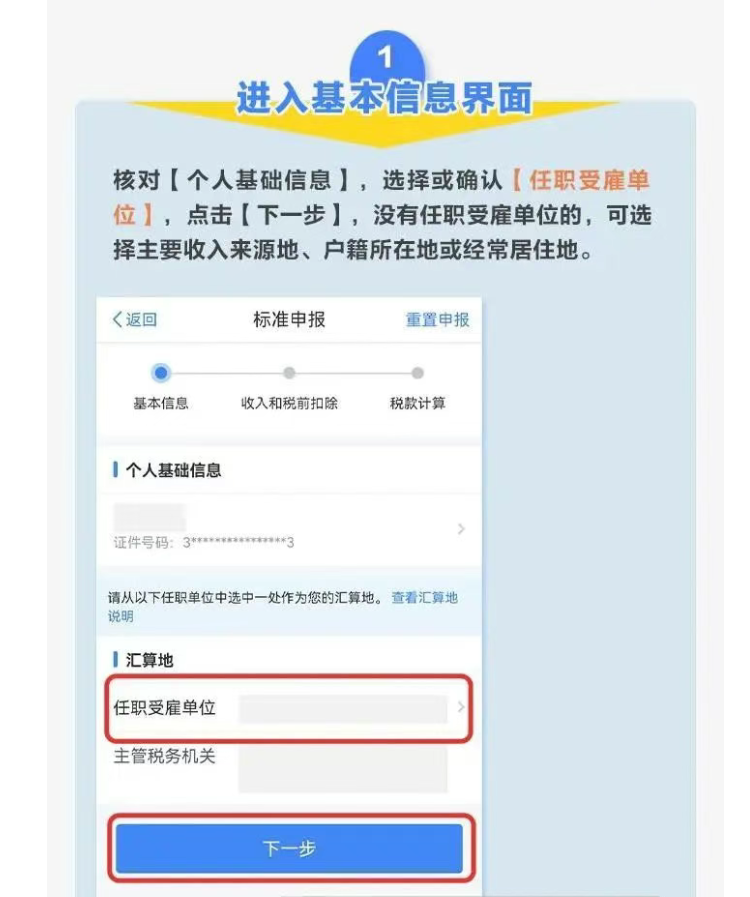 1
进入基本信息界面
核对【个人基础信息】，选择或确认【任职受雇单
位】，点击【下一步】，没有任职受雇单位的，可选
择主要收入来源地、户籍所在地或经常居住地。
返回 标准申报 重置申报
基本信息 收入和税前扣除 税款计算
个人基础信息
证件号码：3****************3
请从以下任职单位中选中一处作为您的汇算地。 查看汇算地
说明
汇算地
任职受雇单位
主管税务机关
下一步